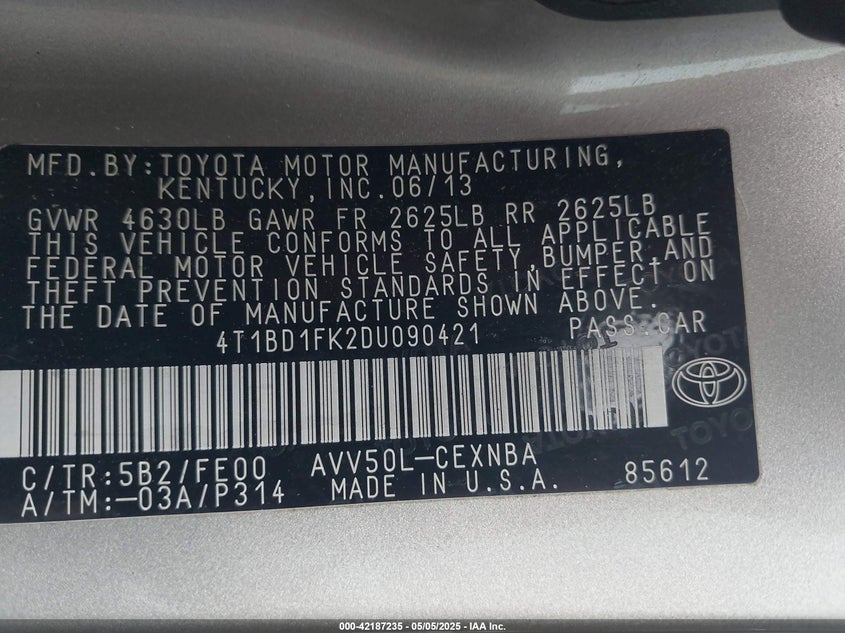 MFD.BY:TOYOTA MOTOR MANUFACTURING,
KENTUCKY,INC.06/13
GVWR 4630LB GAWR FR 2625LB RR 2625LB
THIS VEHICLE CONFORMS TO ALL APPLICABLE
FEDERAL MOTOR VEHICLE SAFETY,BUMPER,AND
THEFT PREVENTION STANDARDS IN EFFECT ON
THE DATE OF MANUFACTURE SHOWN ABOVE.
4T1BD1FK2DU090421 PASS.CAR
TOYOTA
C/TR:5B2/FE00 AVV50L-CEXNBA
A/TM:-03A/P314 MADE IN U.S.A. 85612
000-42187235 - 05/05/2025 - IAA Inc.